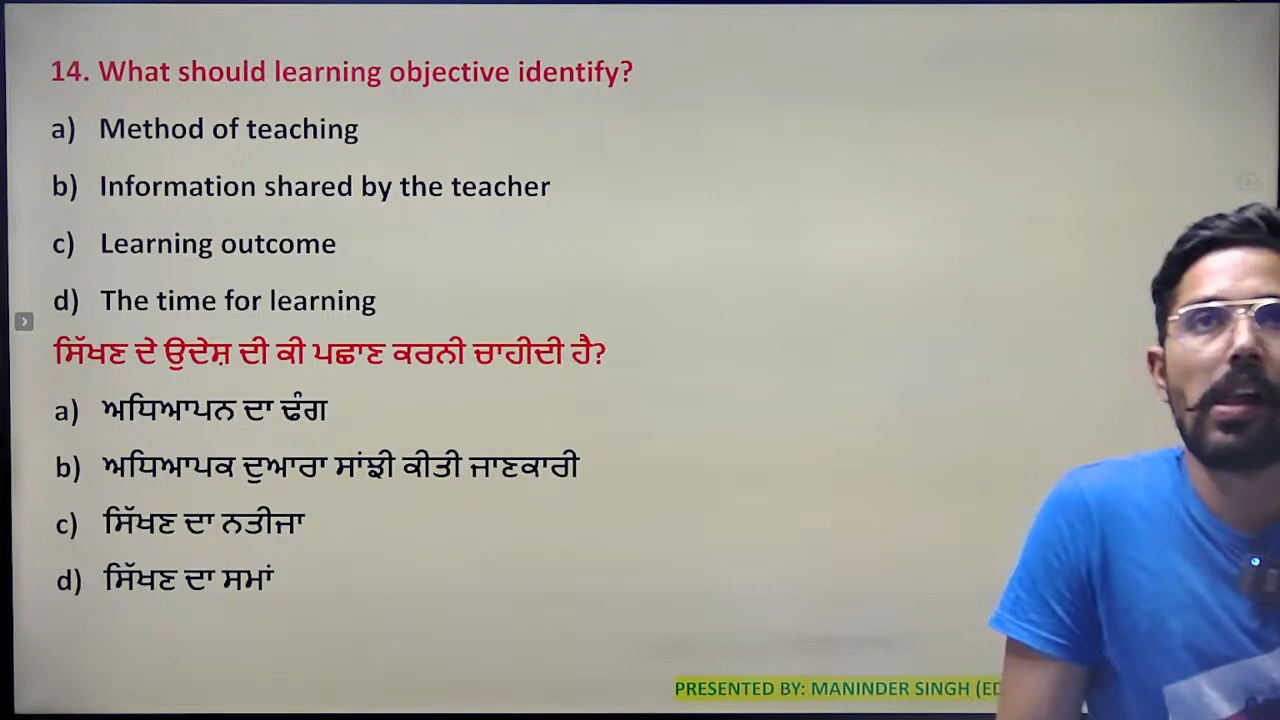 14. What should learning objective identify?
a) Method of teaching
b) Information shared by the teacher
c) Learning outcome
d) The time for learning
ਸਿੱਖਣ ਦੇ ਉਦੇਸ਼ ਦੀ ਕੀ ਪਛਾਣ ਕਰਨੀ ਚਾਹੀਦੀ ਹੈ?
a) ਅਧਿਆਪਨ ਦਾ ਢੰਗ
b) ਅਧਿਆਪਕ ਦੁਆਰਾ ਸਾਂਝੀ ਕੀਤੀ ਜਾਣਕਾਰੀ
c) ਸਿੱਖਣ ਦਾ ਨਤੀਜਾ
d) ਸਿੱਖਣ ਦਾ ਸਮਾਂ
PRESENTED BY: MANINDER SINGH (ED